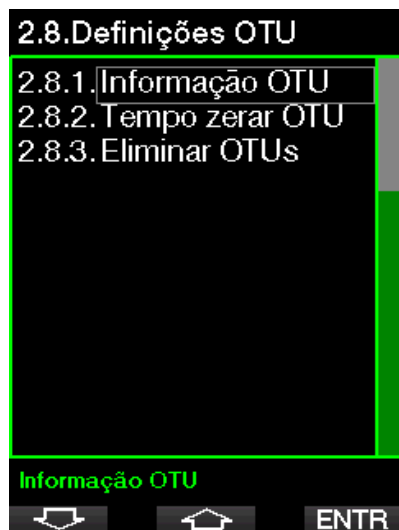 2.8.Definições OTU
2.8.1.Informação OTU
2.8.2.Tempo zerar OTU
2.8.3.Eliminar OTUs
Informação OTU
ENTR